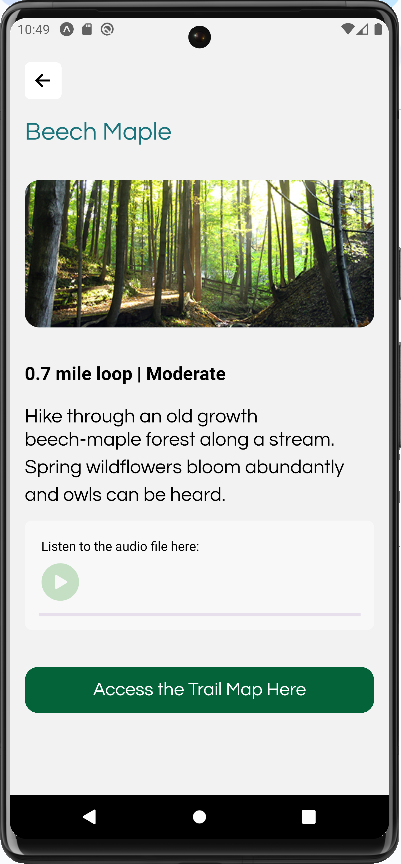 10:49
Beech Maple
0.7 mile loop | Moderate
Hike through an old growth
beech-maple forest along a stream.
Spring wildflowers bloom abundantly
and owls can be heard.
Listen to the audio file here:
Access the Trail Map Here